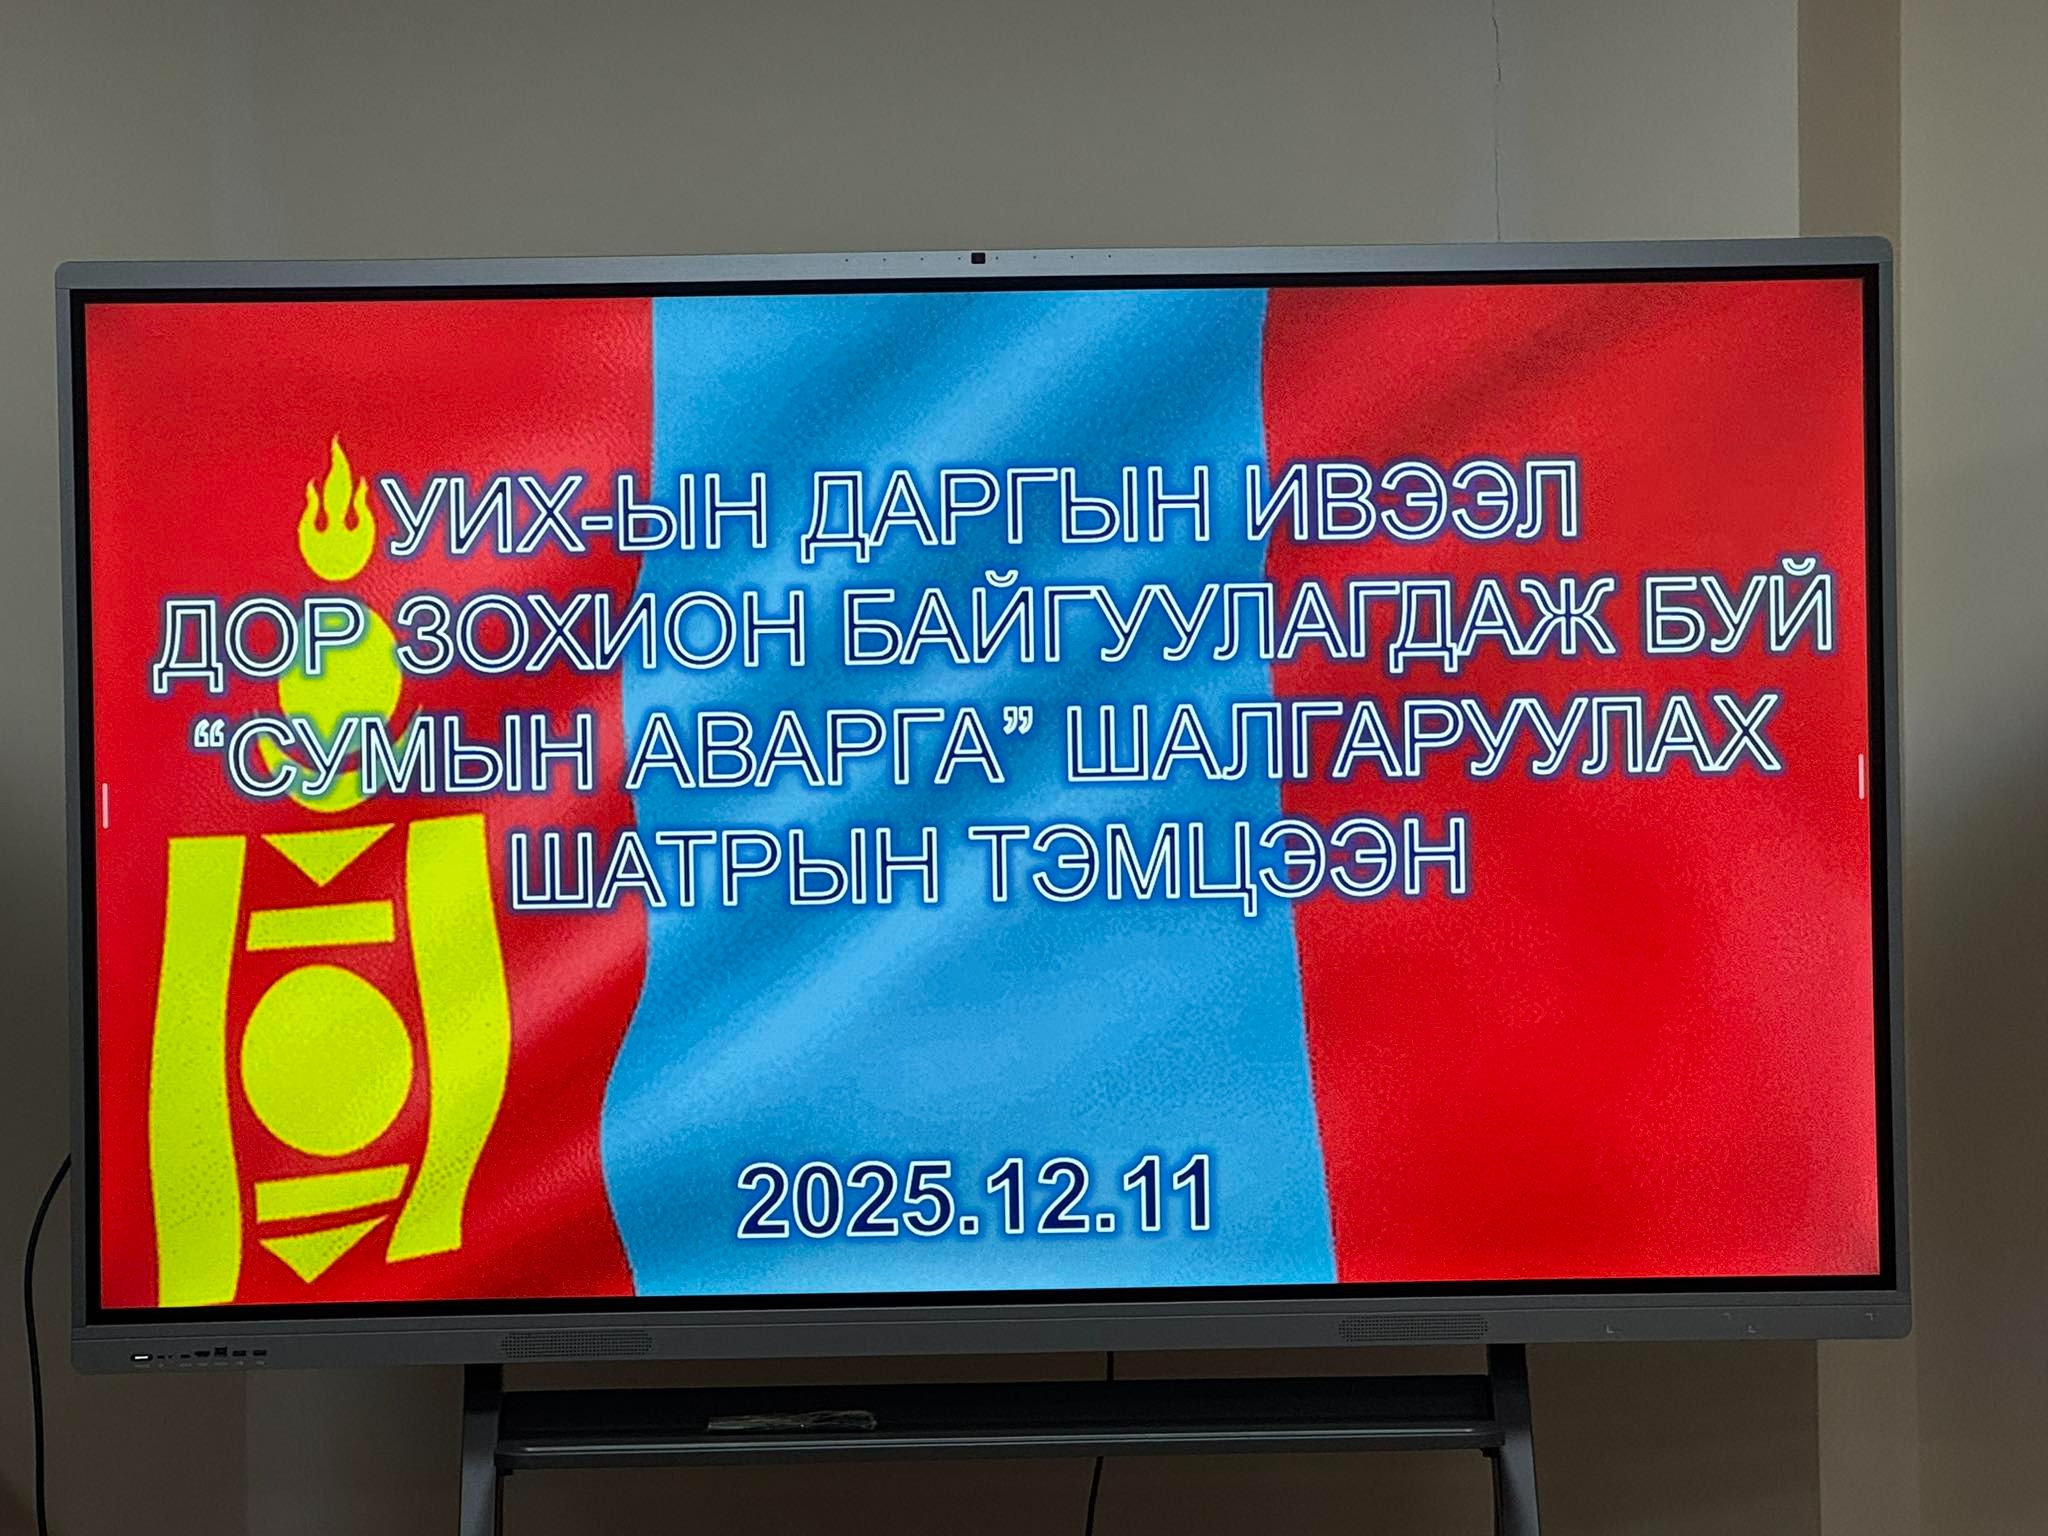 УИХ-ЫН ДАРГЫН ИВЭЭЛ
ДОР ЗОХИОН БАЙГУУЛАГДАЖ БУЙ
“СУМЫН АВАРГА” ШАЛГАРУУЛАХ
ШАТРЫН ТЭМЦЭЭН
2025.12.11